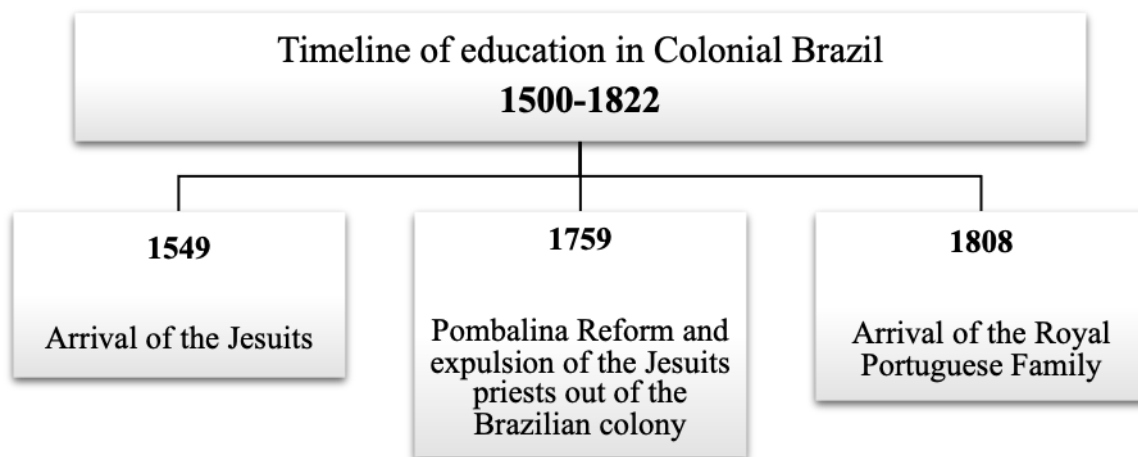 Timeline of education in Colonial Brazil
1500-1822
1549
Arrival of the Jesuits
1759
Pombalina Reform and
expulsion of the Jesuits
priests out of the
Brazilian colony
1808
Arrival of the Royal
Portuguese Family